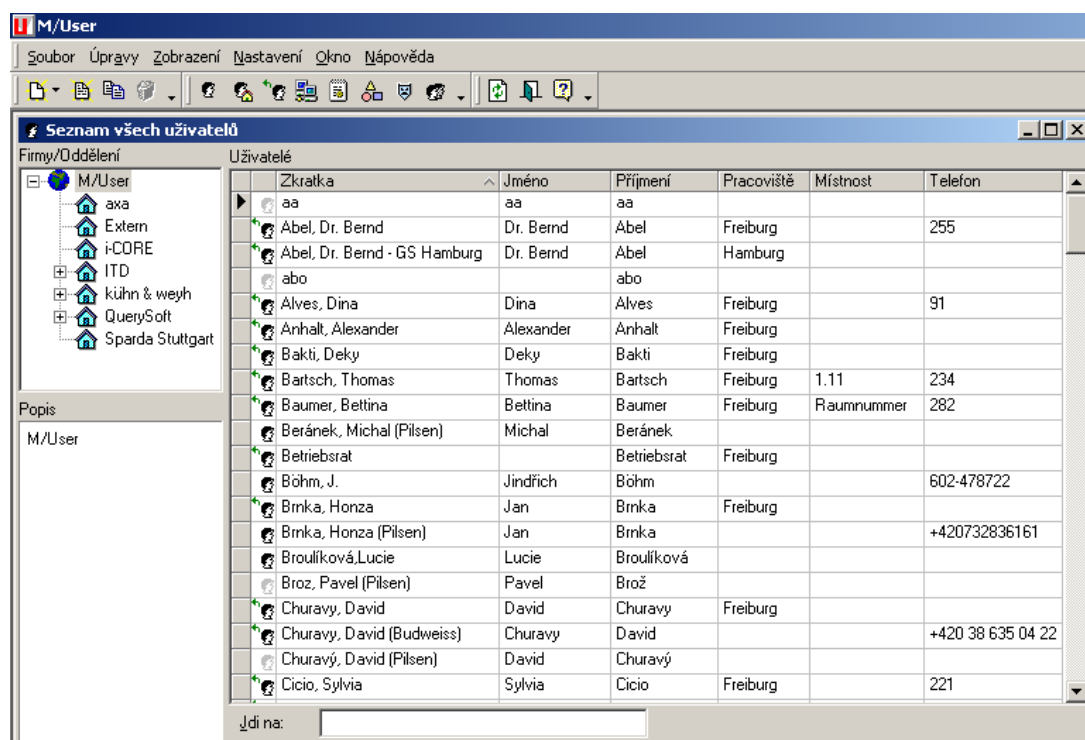 M/User
Soubor Úpravy Zobrazení Nastavení Okno Nápověda
Seznam všech uživatelů
Firmy/Oddělení
M/User
axa
Extern
i-CORE
ITD
kühn & weyh
QuerySoft
Sparda Stuttgart
Popis
M/User
Uživatelé
Zkratka Jméno Příjmení Pracoviště Místnost Telefon
aa aa aa
Abel, Dr. Bernd Dr. Bernd Abel Freiburg 255
Abel, Dr. Bernd - GS Hamburg Dr. Bernd Abel Hamburg
abo abo
Alves, Dina Dina Alves Freiburg 91
Anhalt, Alexander Alexander Anhalt Freiburg
Bakti, Deky Deky Bakti Freiburg
Bartsch, Thomas Thomas Bartsch Freiburg 1.11 234
Baumer, Bettina Bettina Baumer Freiburg Raumnummer 282
Beránek, Michal (Pilsen) Michal Beránek
Betriebsrat Betriebsrat Freiburg
Böhm, J. Jindřich Böhm 602-478722
Brnka, Honza Jan Brnka Freiburg
Brnka, Honza (Pilsen) Jan Brnka +420732836161
Broulíková,Lucie Lucie Broulíková
Broz, Pavel (Pilsen) Pavel Brož
Churavy, David David Churavy Freiburg
Churavy, David (Budweiss) Churavy David +420 38 635 04 22
Churavý, David (Pilsen) David Churavý
Cicio, Sylvia Sylvia Cicio Freiburg 221
Jdi na: